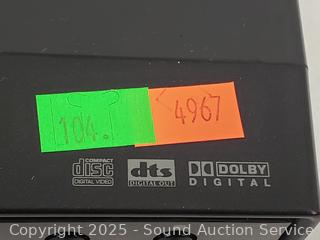 104.
4967
COMPACT
disc
DIGITAL VIDEO
dts
DIGITAL OUT
DOLBY
DIGITAL
Copyright 2025 - Sound Auction Service